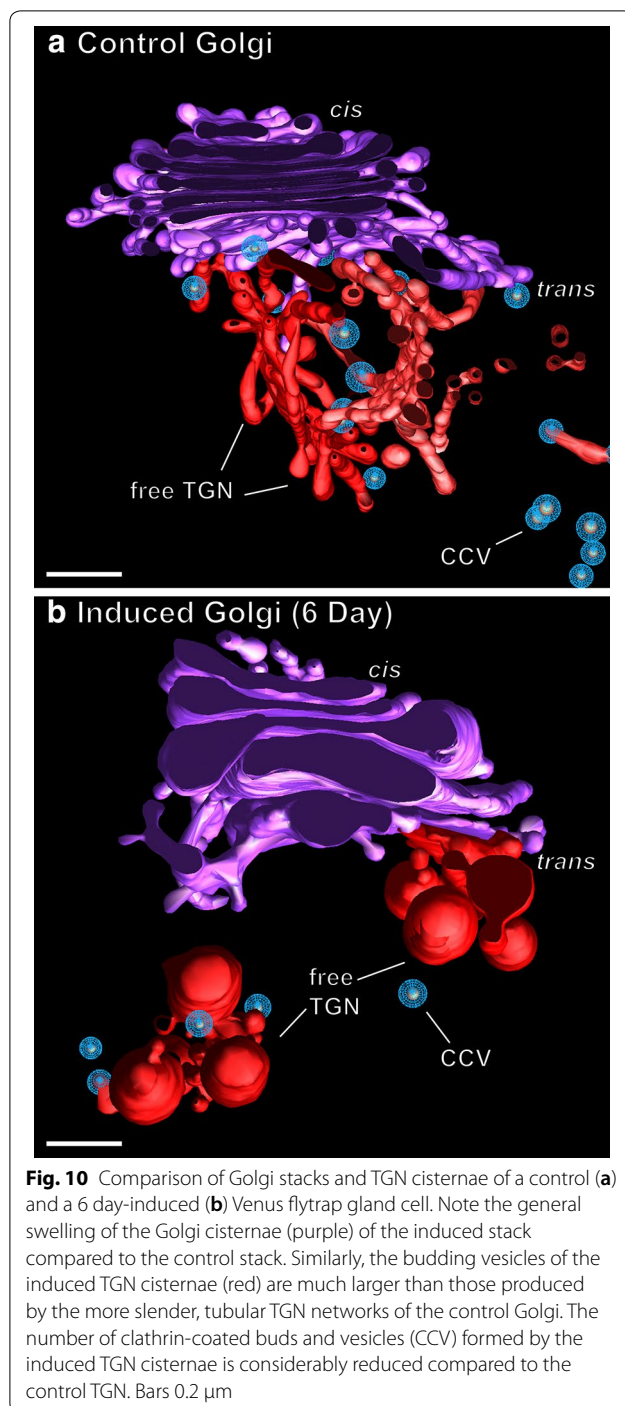 a Control Golgi
cis
trans
free TGN
CCV
b Induced Golgi (6 Day)
cis
trans
free
TGN
CCV
Fig. 10 Comparison of Golgi stacks and TGN cisternae of a control (a)
and a 6 day-induced (b) Venus flytrap gland cell. Note the general
swelling of the Golgi cisternae (purple) of the induced stack
compared to the control stack. Similarly, the budding vesicles of the
induced TGN cisternae (red) are much larger than those produced
by the more slender, tubular TGN networks of the control Golgi. The
number of clathrin-coated buds and vesicles (CCV) formed by the
induced TGN cisternae is considerably reduced compared to the
control TGN. Bars 0.2 µm